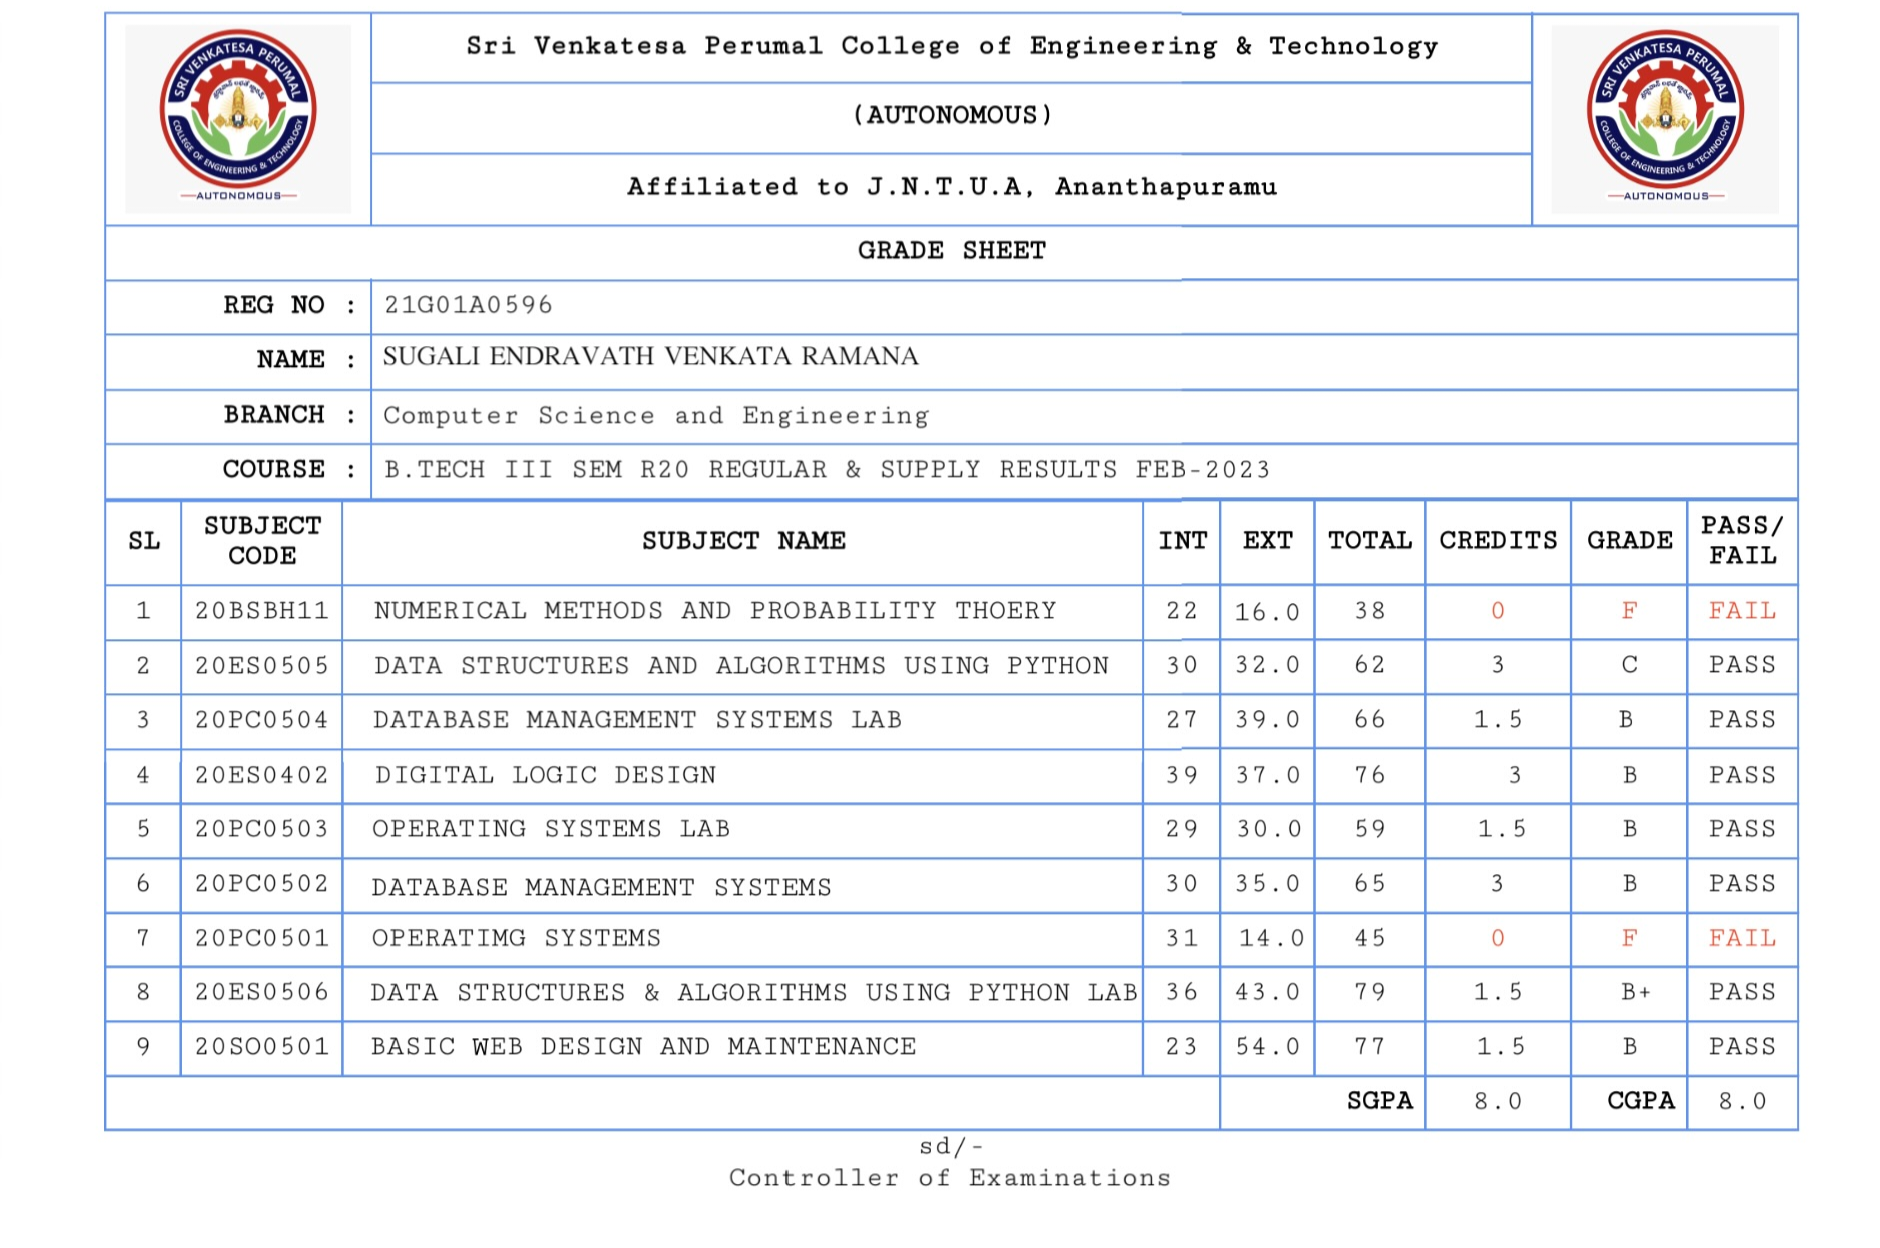 SRI VENKATESA PERUMAL
COLLEGE OF ENGINEERING & TECHNOLOGY
—AUTONOMOUS—
Sri Venkatesa Perumal College of Engineering & Technology
(AUTONOMOUS)
Affiliated to J.N.T.U.A, Ananthapuramu
SRI VENKATESA PERUMAL
COLLEGE OF ENGINEERING & TECHNOLOGY
—AUTONOMOUS—
GRADE SHEET
REG NO : 21G01A0596
NAME : SUGALI ENDRAVATH VENKATA RAMANA
BRANCH : Computer Science and Engineering
COURSE : B.TECH III SEM R20 REGULAR & SUPPLY RESULTS FEB-2023
SL SUBJECT CODE SUBJECT NAME INT EXT TOTAL CREDITS GRADE PASS/ FAIL
1 20BSBH11 NUMERICAL METHODS AND PROBABILITY THOERY 22 16.0 38 0 F FAIL
2 20ES0505 DATA STRUCTURES AND ALGORITHMS USING PYTHON 30 32.0 62 3 C PASS
3 20PC0504 DATABASE MANAGEMENT SYSTEMS LAB 27 39.0 66 1.5 B PASS
4 20ES0402 DIGITAL LOGIC DESIGN 39 37.0 76 3 B PASS
5 20PC0503 OPERATING SYSTEMS LAB 29 30.0 59 1.5 B PASS
6 20PC0502 DATABASE MANAGEMENT SYSTEMS 30 35.0 65 3 B PASS
7 20PC0501 OPERATIMG SYSTEMS 31 14.0 45 0 F FAIL
8 20ES0506 DATA STRUCTURES & ALGORITHMS USING PYTHON LAB 36 43.0 79 1.5 B+ PASS
9 20SO0501 BASIC WEB DESIGN AND MAINTENANCE 23 54.0 77 1.5 B PASS
SGPA 8.0 CGPA 8.0
sd/-
Controller of Examinations